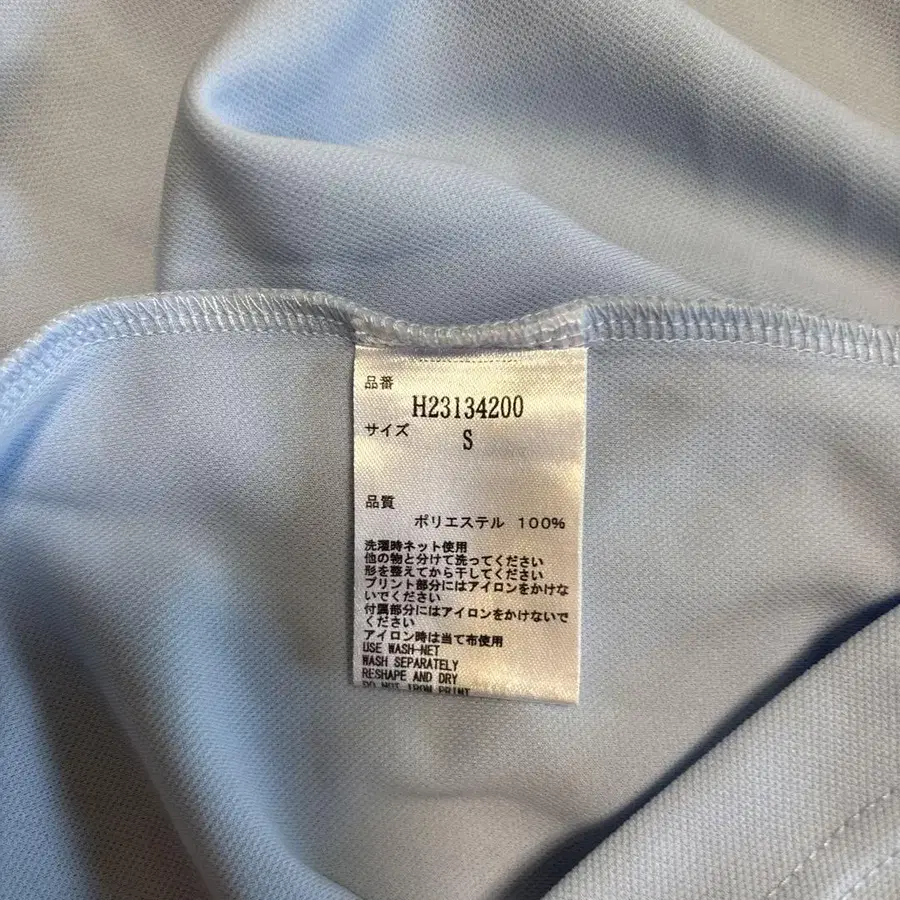 品番
H23134200
サイズ S
品質
ポリエステル 100%
洗濯時ネット使用
他の物と分けて洗ってください
形を整えてから干してください
プリント部分にはアイロンをかけな
いでください
付属部分にはアイロンをかけないで
ください
アイロン時は当て布使用
USE WASH-NET
WASH SEPARATELY
RESHAPE AND DRY
DO NOT IRON PRINT